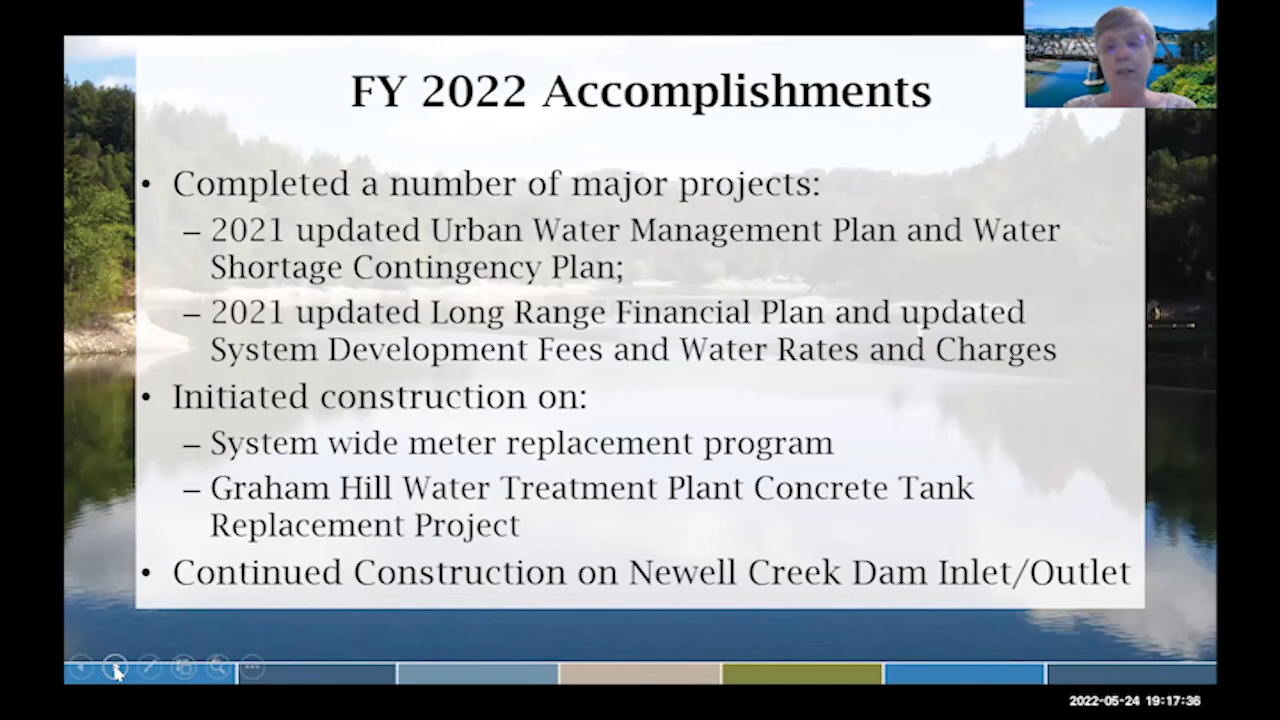 FY 2022 Accomplishments
• Completed a number of major projects:
– 2021 updated Urban Water Management Plan and Water
Shortage Contingency Plan;
– 2021 updated Long Range Financial Plan and updated
System Development Fees and Water Rates and Charges
• Initiated construction on:
– System wide meter replacement program
– Graham Hill Water Treatment Plant Concrete Tank
Replacement Project
• Continued Construction on Newell Creek Dam Inlet/Outlet
2022-05-24 19:17:36